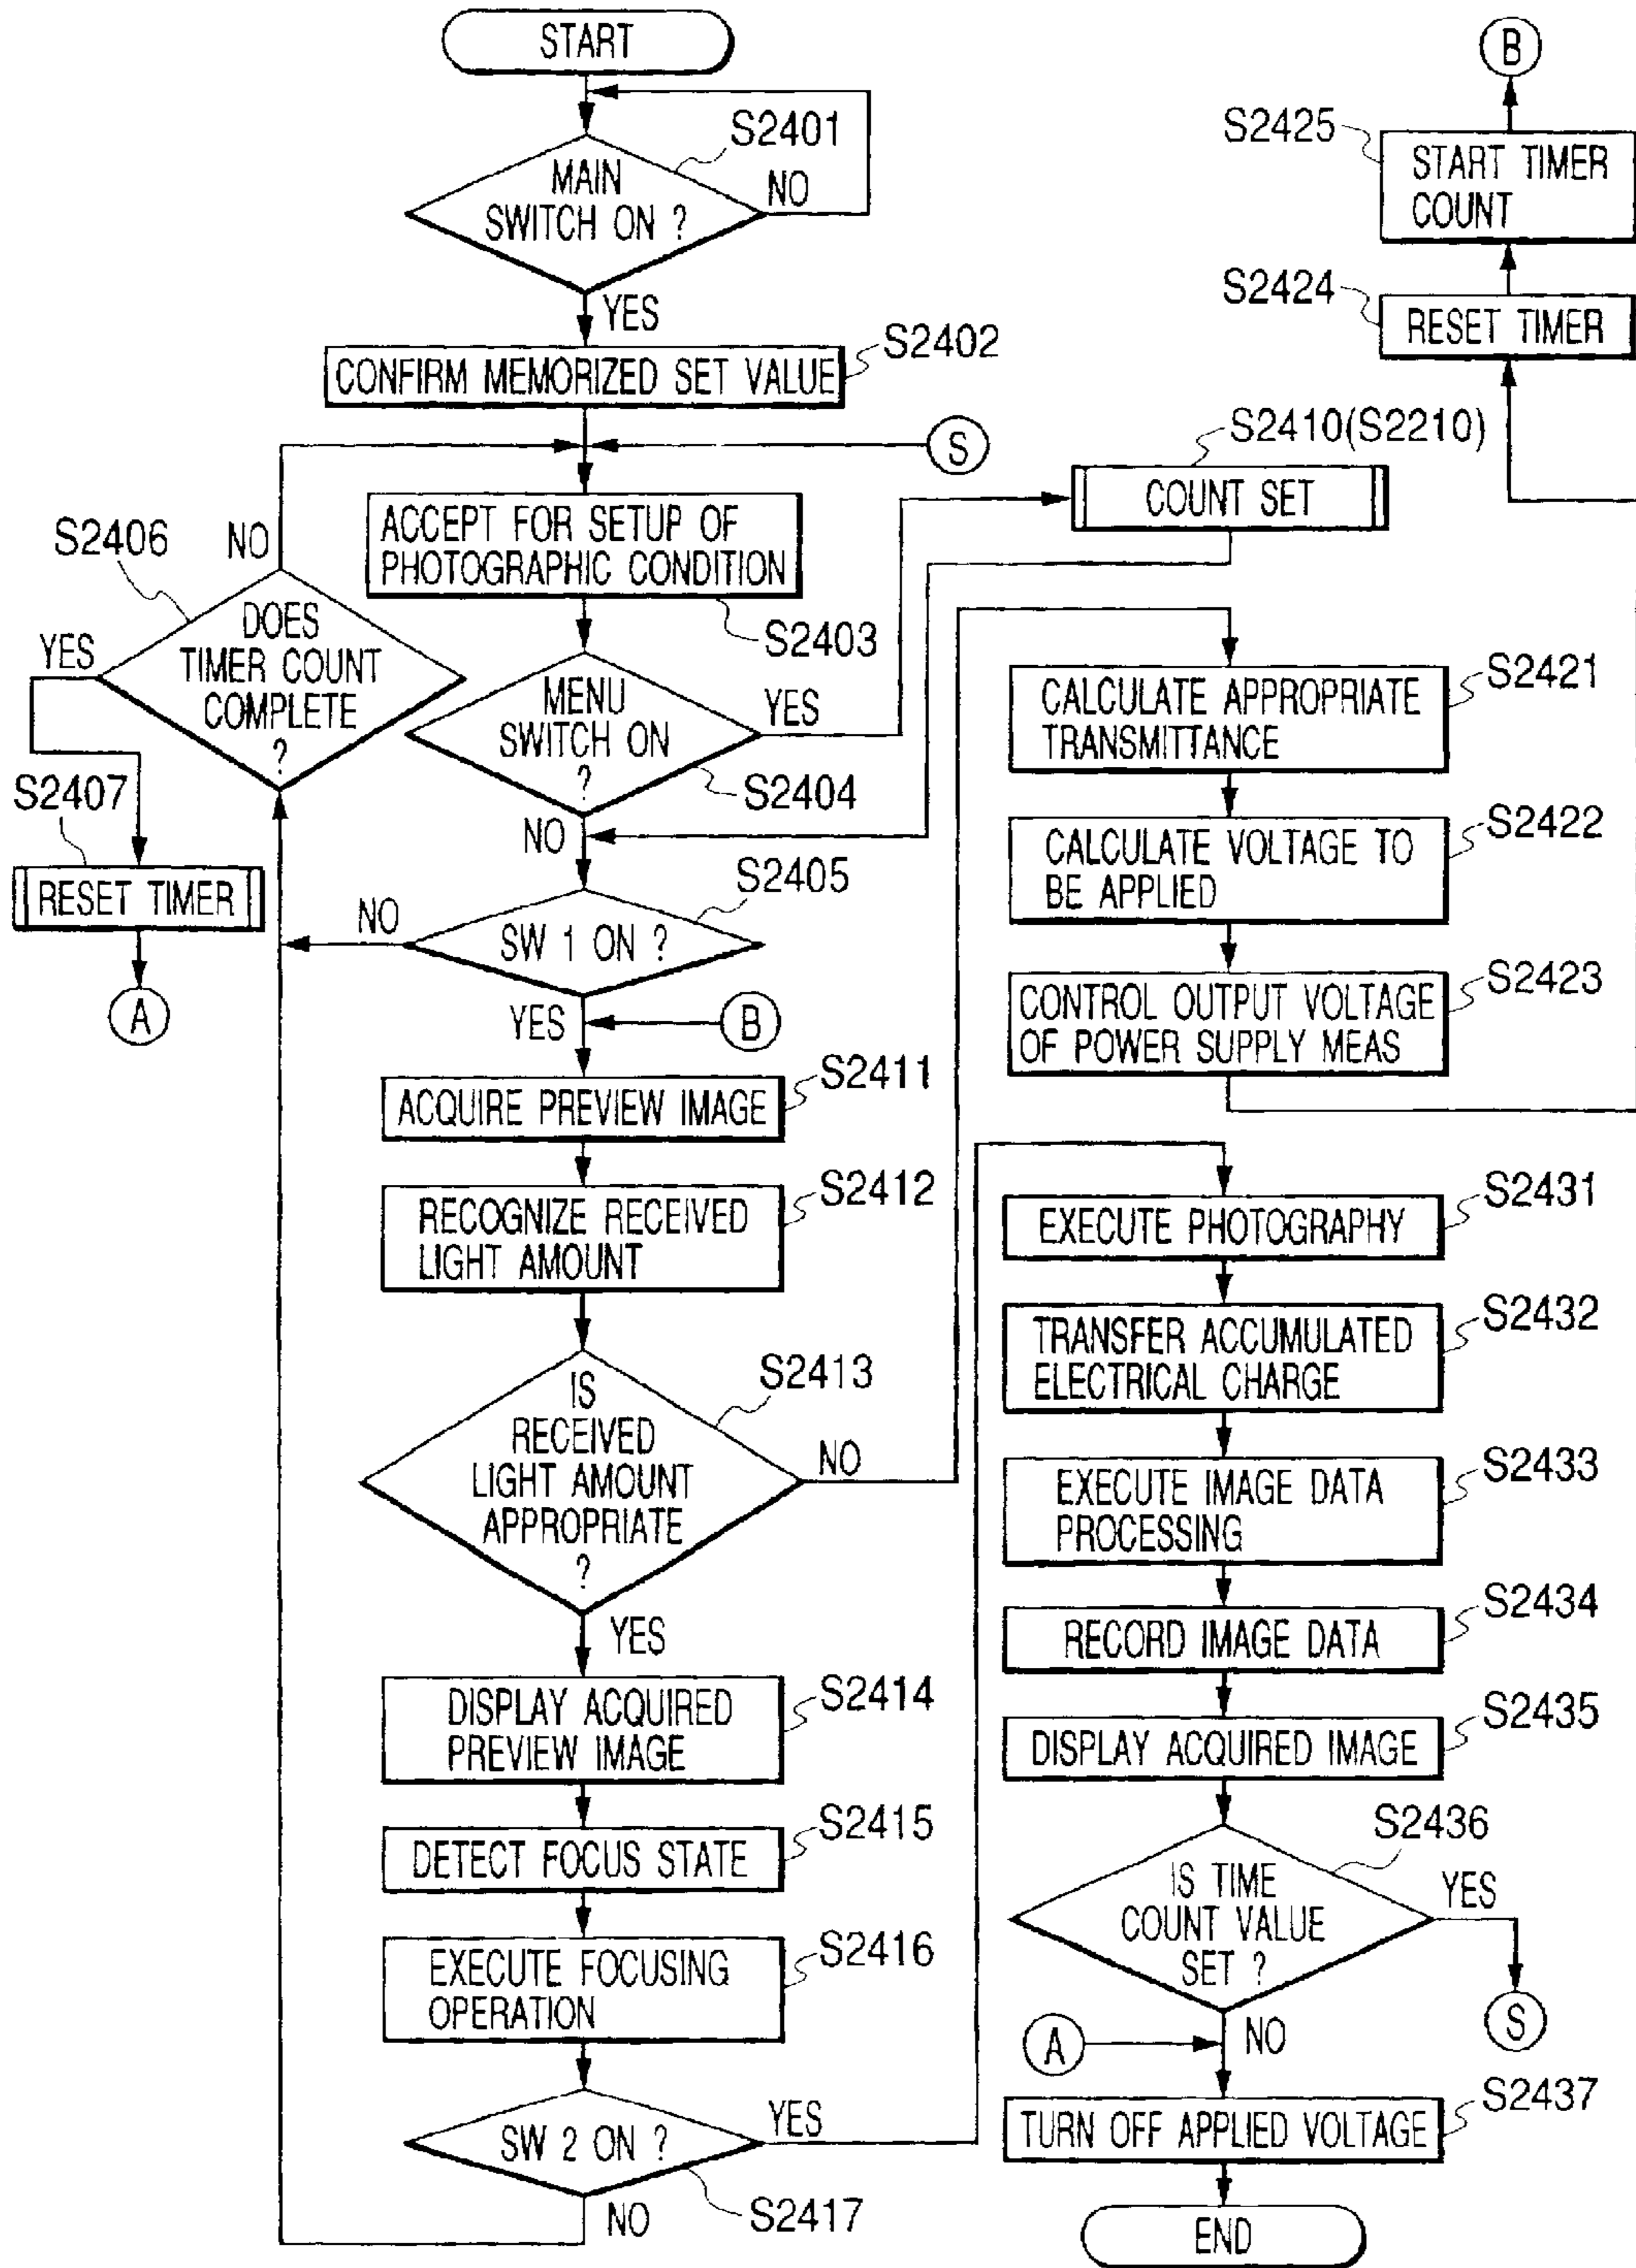 START
S2401
MAIN
SWITCH ON ?
NO
YES
S2402
CONFIRM MEMORIZED SET VALUE
S
ACCEPT FOR SETUP OF
PHOTOGRAPHIC CONDITION
S2403
S2406
NO
DOES
TIMER COUNT
COMPLETE
?
YES
S2407
RESET TIMER
A
MENU
SWITCH ON
?
YES
S2404
NO
S2405
SW 1 ON ?
NO
YES
B
S2411
ACQUIRE PREVIEW IMAGE
S2412
RECOGNIZE RECEIVED
LIGHT AMOUNT
S2413
IS
RECEIVED
LIGHT AMOUNT
APPROPRIATE
?
NO
YES
S2414
DISPLAY ACQUIRED
PREVIEW IMAGE
S2415
DETECT FOCUS STATE
S2416
EXECUTE FOCUSING
OPERATION
SW 2 ON ?
YES
S2417
NO
B
S2425
START TIMER
COUNT
S2424
RESET TIMER
S2410(S2210)
COUNT SET
S2421
CALCULATE APPROPRIATE
TRANSMITTANCE
S2422
CALCULATE VOLTAGE TO
BE APPLIED
S2423
CONTROL OUTPUT VOLTAGE
OF POWER SUPPLY MEAS
S2431
EXECUTE PHOTOGRAPHY
S2432
TRANSFER ACCUMULATED
ELECTRICAL CHARGE
S2433
EXECUTE IMAGE DATA
PROCESSING
S2434
RECORD IMAGE DATA
S2435
DISPLAY ACQUIRED IMAGE
S2436
IS TIME
COUNT VALUE
SET ?
YES
S
A
NO
S2437
TURN OFF APPLIED VOLTAGE
END